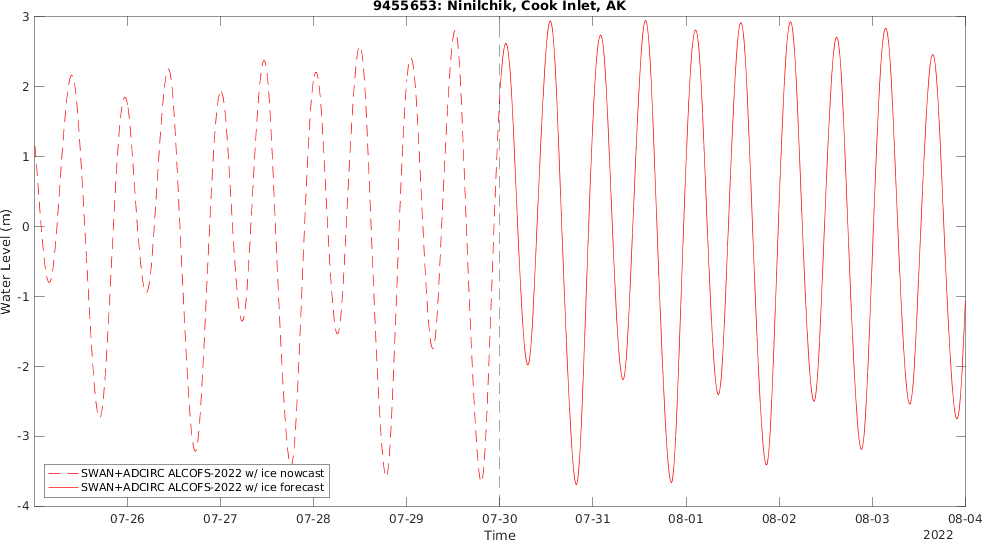 9455653: Ninilchik, Cook Inlet, AK
3
2
1
0
-1
-2
-3
-4
Water Level (m)
SWAN+ADCIRC ALCOFS-2022 w/ ice nowcast
SWAN+ADCIRC ALCOFS-2022 w/ ice forecast
07-26 07-27 07-28 07-29 07-30 07-31 08-01 08-02 08-03 08-04
Time
2022